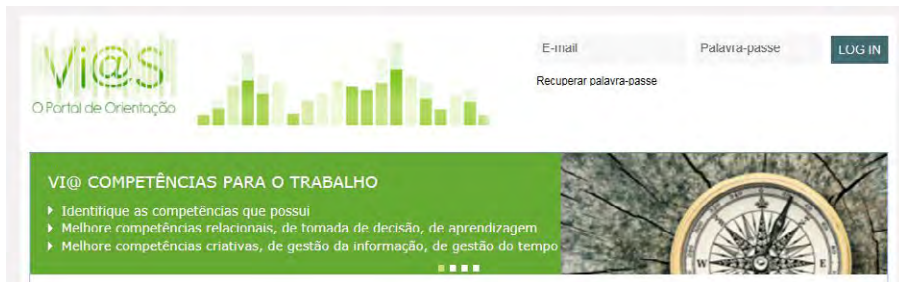 Vi@s
O Portal de Orientação
E-mail
Palavra-passe
LOG IN
Recuperar palavra-passe
VI@ COMPETÊNCIAS PARA O TRABALHO
Identifique as competências que possui
Melhore competências relacionais, de tomada de decisão, de aprendizagem
Melhore competências criativas, de gestão da informação, de gestão do tempo
W
E